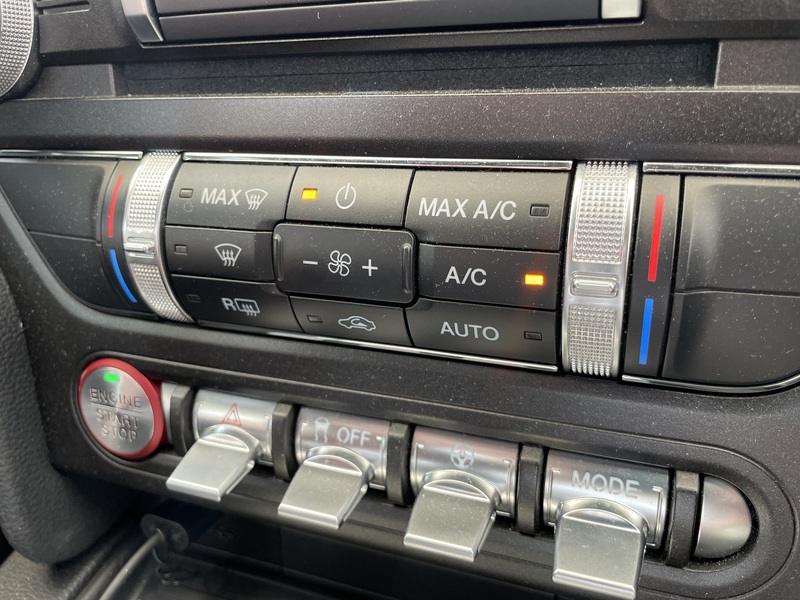 MAX
MAX A/C
- +
A/C
R
AUTO
ENGINE
START
STOP
OFF
MODE